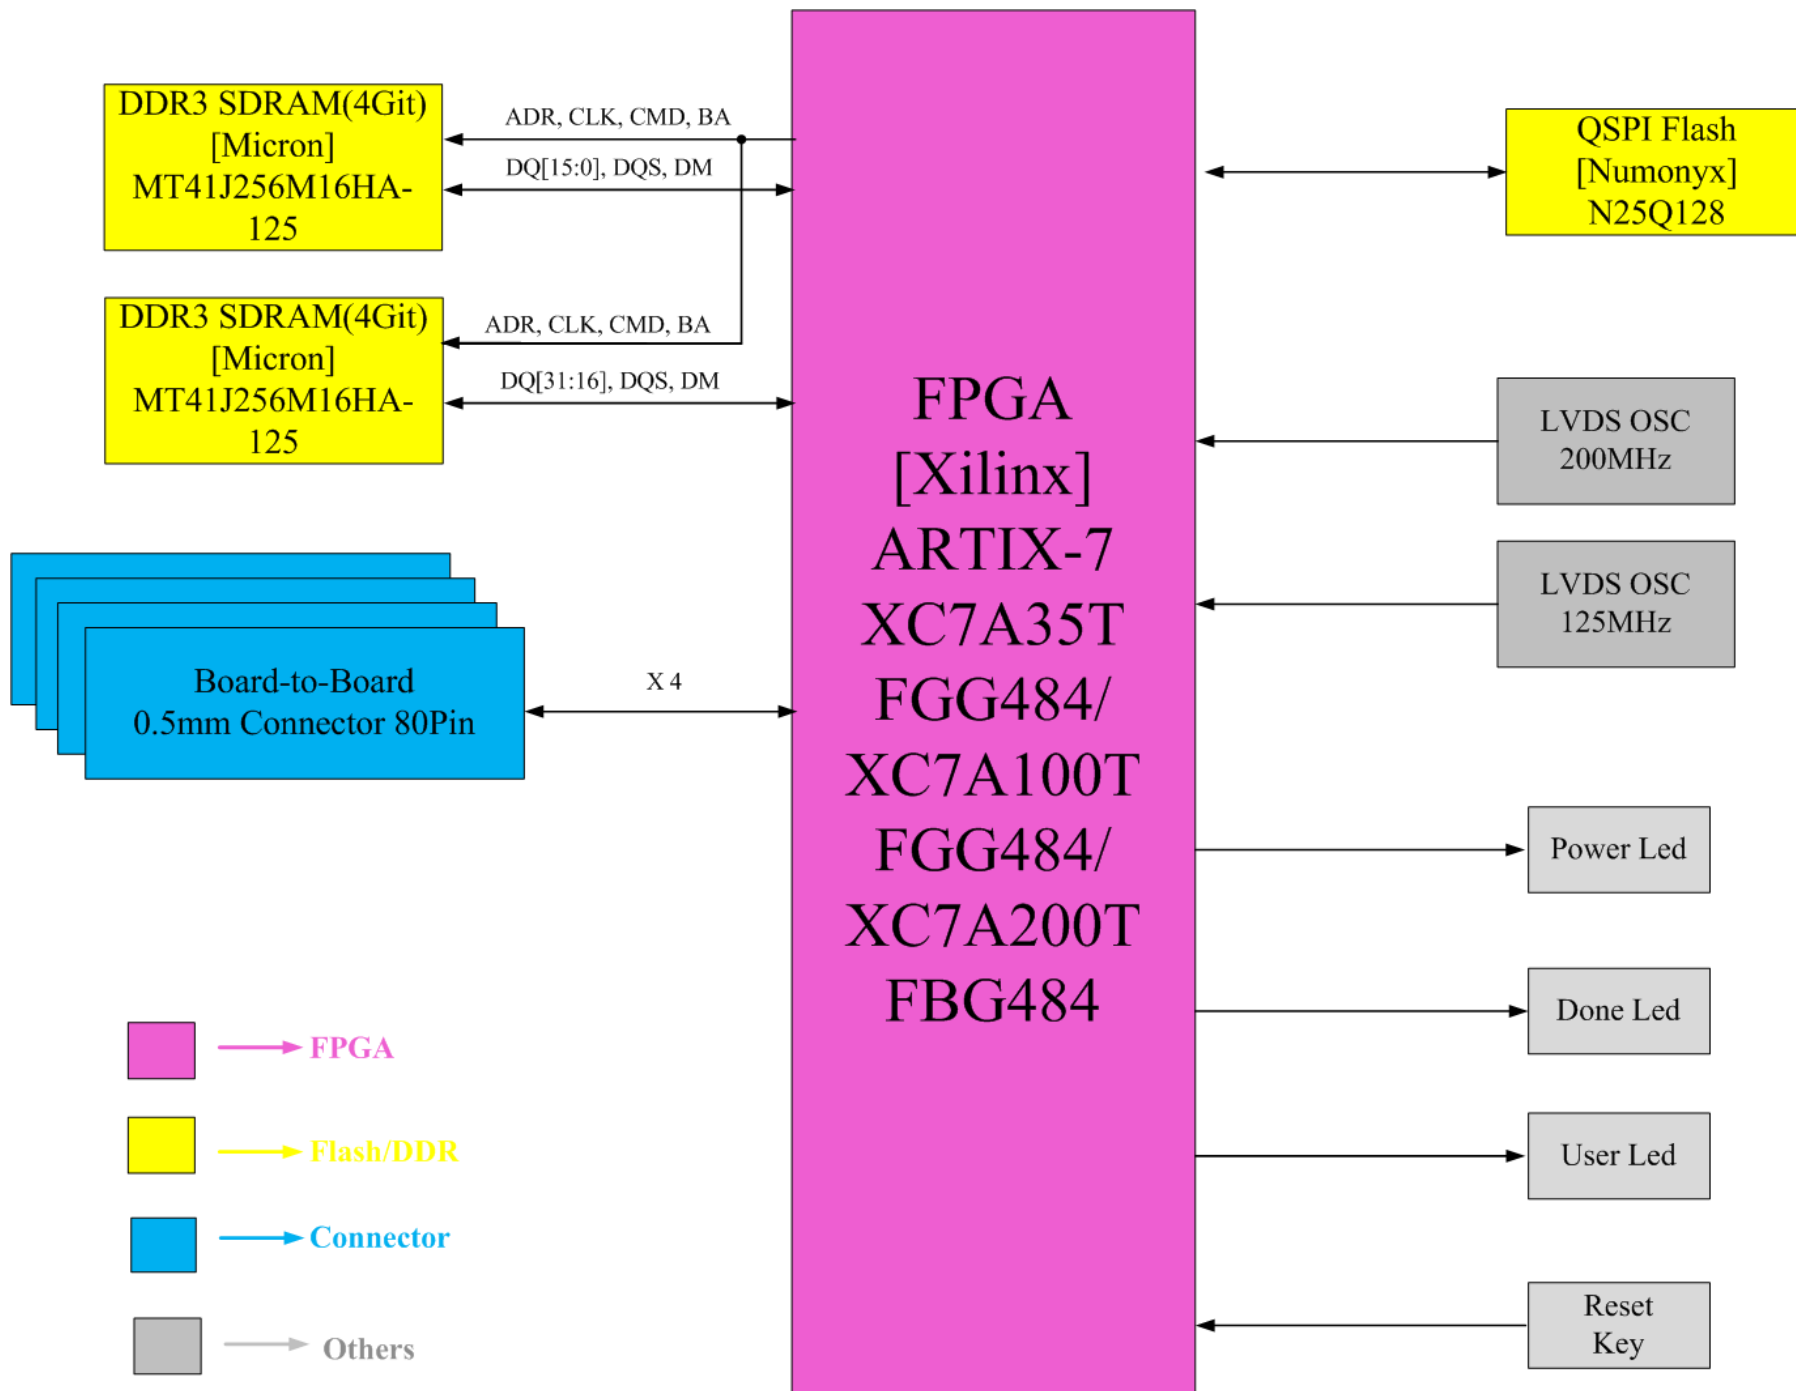 DDR3 SDRAM(4Git)
[Micron]
MT41J256M16HA-
125
ADR, CLK, CMD, BA
DQ[15:0], DQS, DM
DDR3 SDRAM(4Git)
[Micron]
MT41J256M16HA-
125
ADR, CLK, CMD, BA
DQ[31:16], DQS, DM
Board-to-Board
0.5mm Connector 80Pin
X 4
FPGA
[Xilinx]
ARTIX-7
XC7A35T
FGG484/
XC7A100T
FGG484/
XC7A200T
FBG484
QSPI Flash
[Numonyx]
N25Q128
LVDS OSC
200MHz
LVDS OSC
125MHz
Power Led
Done Led
User Led
Reset
Key
FPGA
Flash/DDR
Connector
Others